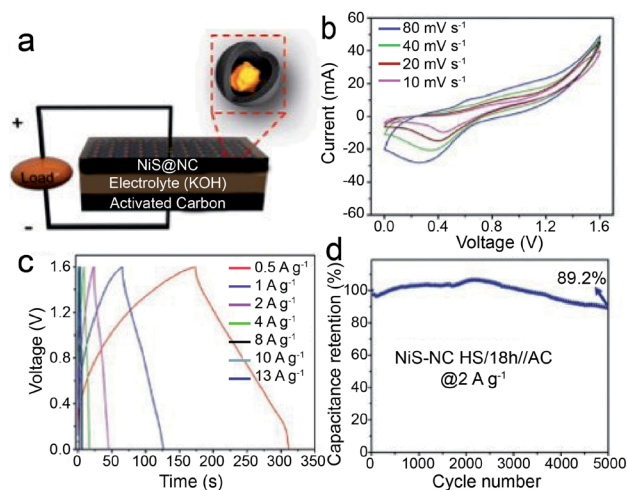 a
+
Load
-
NiS@NC
Electrolyte (KOH)
Activated Carbon
b
80 mV s⁻¹
40 mV s⁻¹
20 mV s⁻¹
10 mV s⁻¹
Current (mA)
60
40
20
0
-20
-40
-60
0.0 0.4 0.8 1.2 1.6
Voltage (V)
c
0.5 A g⁻¹
1 A g⁻¹
2 A g⁻¹
4 A g⁻¹
8 A g⁻¹
10 A g⁻¹
13 A g⁻¹
Voltage (V)
1.6
1.2
0.8
0.4
0.0
0 50 100 150 200 250 300 350
Time (s)
d
89.2%
NiS-NC HS/18h//AC
@2 A g⁻¹
Capacitance retention (%)
100
80
60
40
20
0
0 1000 2000 3000 4000 5000
Cycle number